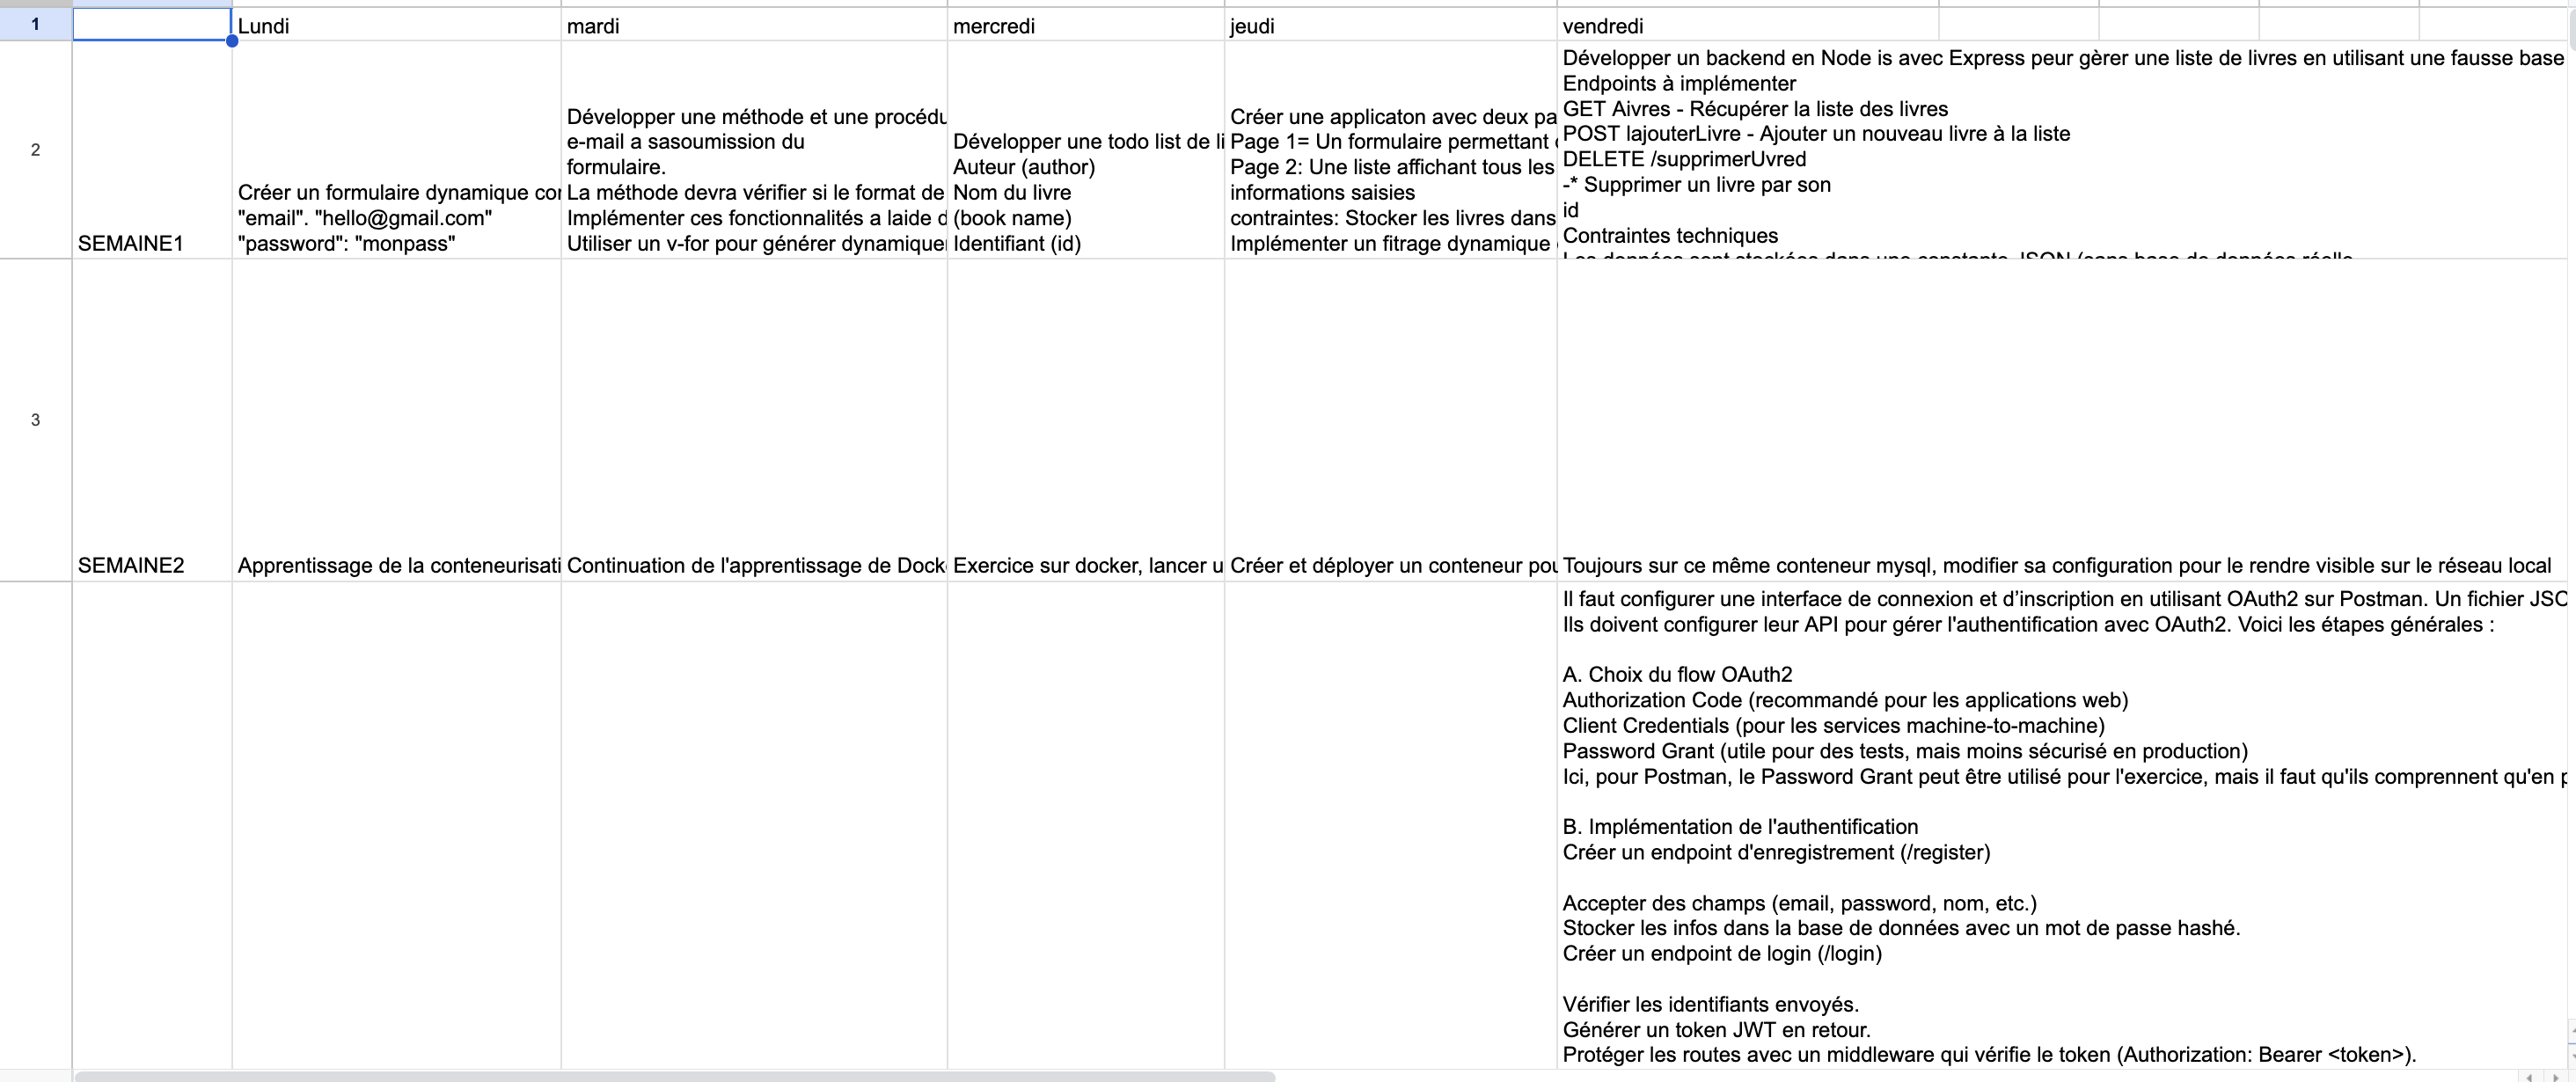 1
Lundi
mardi
mercredi
jeudi
vendredi
2
SEMAINE1
Créer un formulaire dynamique
"email". "hello@gmail.com"
"password": "monpass"
Développer une méthode et une
e-mail a sasoumission du
formulaire.
La méthode devra vérifier si le format de
Implémenter ces fonctionnalités a laide
Utiliser un v-for pour générer
Développer une todo list de
Auteur (author)
Nom du livre
(book name)
Identifiant (id)
Créer une applicaton avec deux
Page 1= Un formulaire permettant
Page 2: Une liste affichant tous les
informations saisies
contraintes: Stocker les livres dans
Implémenter un fitrage dynamique
Développer un backend en Node is avec Express peur gèrer une liste de livres en utilisant une fausse base
Endpoints à implémenter
GET Aivres - Récupérer la liste des livres
POST lajouterLivre - Ajouter un nouveau livre à la liste
DELETE /supprimerUvred
-* Supprimer un livre par son
id
Contraintes techniques
Les données sont stockées dans une constante JSON (sans base de données réelle
3
SEMAINE2
Apprentissage de la
Continuation de l'apprentissage de
Exercice sur docker, lancer
Créer et déployer un conteneur
Toujours sur ce même conteneur mysql, modifier sa configuration pour le rendre visible sur le réseau local
Il faut configurer une interface de connexion et d’inscription en utilisant OAuth2 sur Postman. Un fichier
Ils doivent configurer leur API pour gérer l'authentification avec OAuth2. Voici les étapes générales :
A. Choix du flow OAuth2
Authorization Code (recommandé pour les applications web)
Client Credentials (pour les services machine-to-machine)
Password Grant (utile pour des tests, mais moins sécurisé en production)
Ici, pour Postman, le Password Grant peut être utilisé pour l'exercice, mais il faut qu'ils comprennent qu'en
B. Implémentation de l'authentification
Créer un endpoint d'enregistrement (/register)
Accepter des champs (email, password, nom, etc.)
Stocker les infos dans la base de données avec un mot de passe hashé.
Créer un endpoint de login (/login)
Vérifier les identifiants envoyés.
Générer un token JWT en retour.
Protéger les routes avec un middleware qui vérifie le token (Authorization: Bearer <token>).